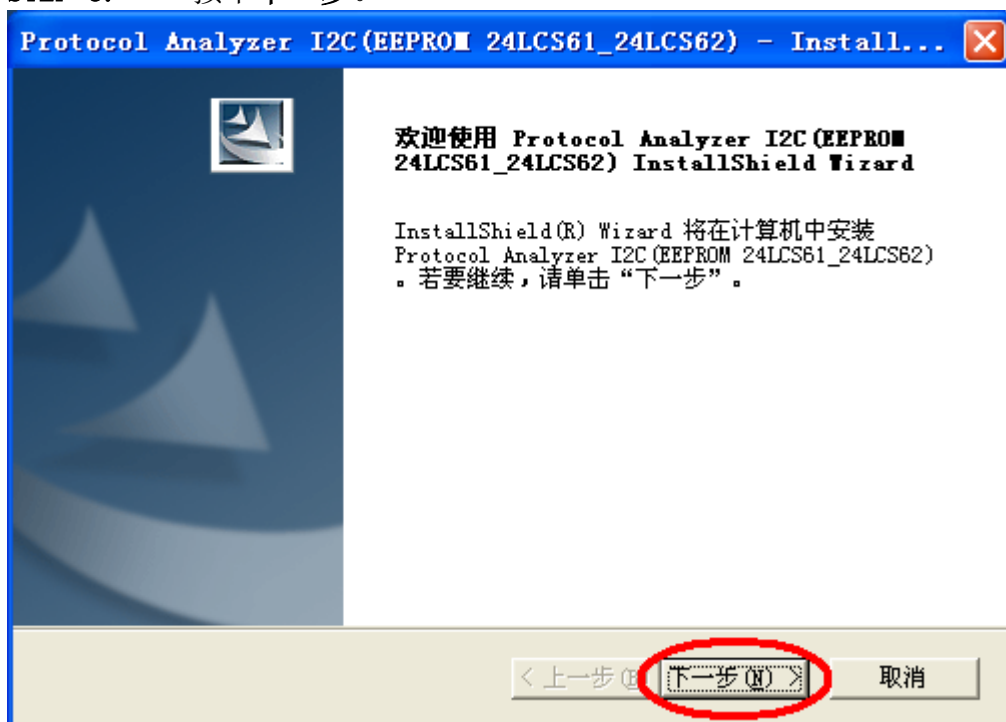 Protocol Analyzer I2C(EEPROM 24LCS61_24LCS62) - Install...
欢迎使用 Protocol Analyzer I2C(EEPROM
24LCS61_24LCS62) InstallShield Wizard
InstallShield(R) Wizard 将在计算机中安装
Protocol Analyzer I2C(EEPROM 24LCS61_24LCS62)
。若要继续，请单击“下一步”。
< 上一步(B) 下一步(N) > 取消